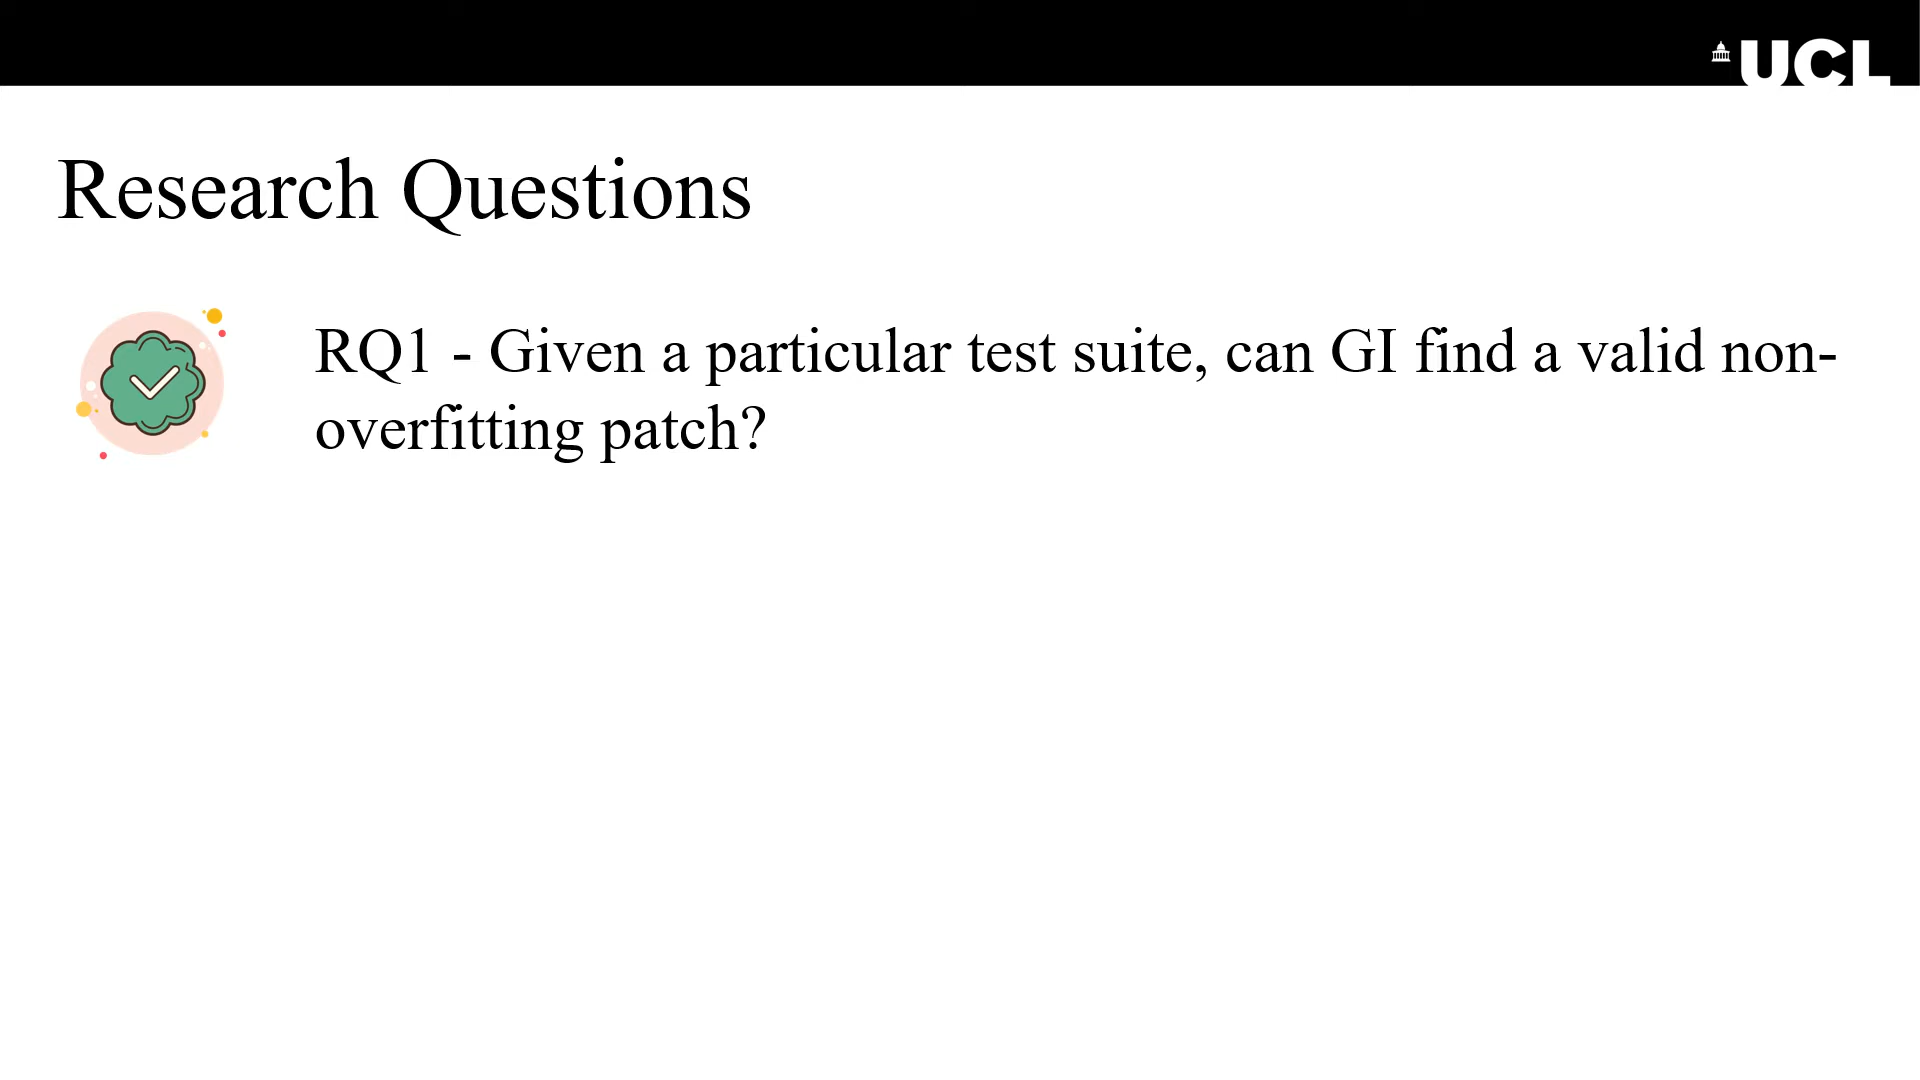 UCL
Research Questions
RQ1 - Given a particular test suite, can GI find a valid non-
overfitting patch?